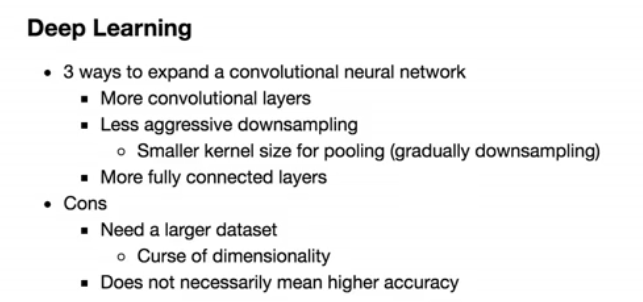 Deep Learning
• 3 ways to expand a convolutional neural network
▪ More convolutional layers
▪ Less aggressive downsampling
○ Smaller kernel size for pooling (gradually downsampling)
▪ More fully connected layers
• Cons
▪ Need a larger dataset
○ Curse of dimensionality
▪ Does not necessarily mean higher accuracy